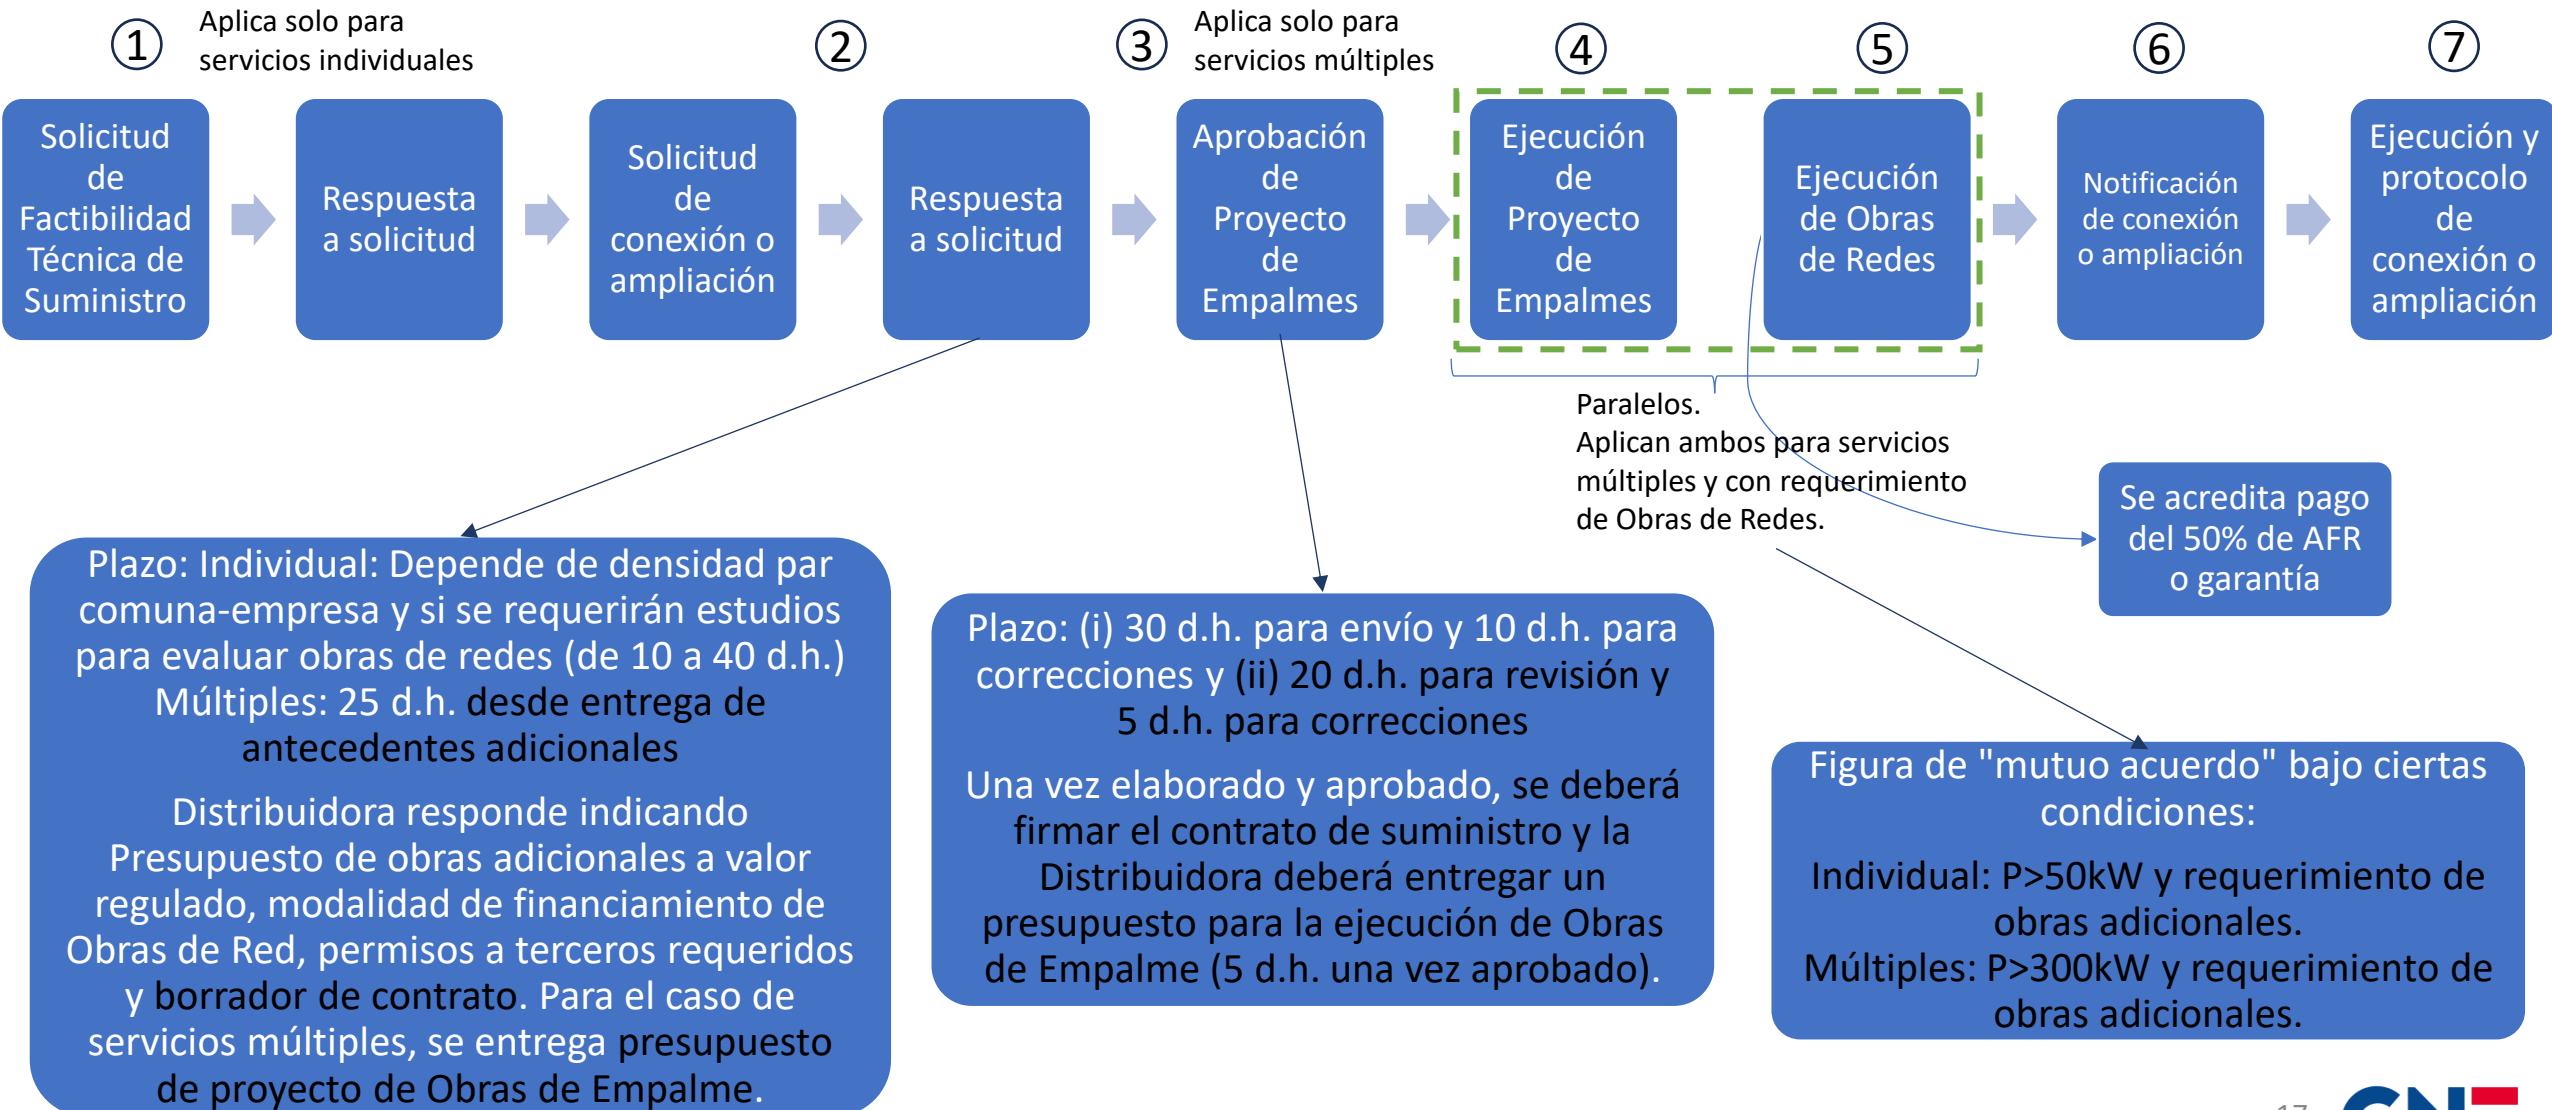 ①
Aplica solo para
servicios individuales
②
③
Aplica solo para
servicios múltiples
④
⑤
⑥
⑦
Solicitud
de
Factibilidad
Técnica de
Suministro
Respuesta
a solicitud
Solicitud
de
conexión o
ampliación
Respuesta
a solicitud
Aprobación
de
Proyecto
de
Empalmes
Ejecución
de
Proyecto
de
Empalmes
Ejecución
de Obras
de Redes
Notificación
de conexión
o ampliación
Ejecución y
protocolo
de
conexión o
ampliación
Paralelos.
Aplican ambos para servicios
múltiples y con requerimiento
de Obras de Redes.
Se acredita pago
del 50% de AFR
o garantía
Plazo: Individual: Depende de densidad par
comuna-empresa y si se requerirán estudios
para evaluar obras de redes (de 10 a 40 d.h.)
Múltiples: 25 d.h. desde entrega de
antecedentes adicionales
Distribuidora responde indicando
Presupuesto de obras adicionales a valor
regulado, modalidad de financiamiento de
Obras de Red, permisos a terceros requeridos
y borrador de contrato. Para el caso de
servicios múltiples, se entrega presupuesto
de proyecto de Obras de Empalme.
Plazo: (i) 30 d.h. para envío y 10 d.h. para
correcciones y (ii) 20 d.h. para revisión y
5 d.h. para correcciones
Una vez elaborado y aprobado, se deberá
firmar el contrato de suministro y la
Distribuidora deberá entregar un
presupuesto para la ejecución de Obras
de Empalme (5 d.h. una vez aprobado).
Figura de "mutuo acuerdo" bajo ciertas
condiciones:
Individual: P>50kW y requerimiento de
obras adicionales.
Múltiples: P>300kW y requerimiento de
obras adicionales.
17
CNE